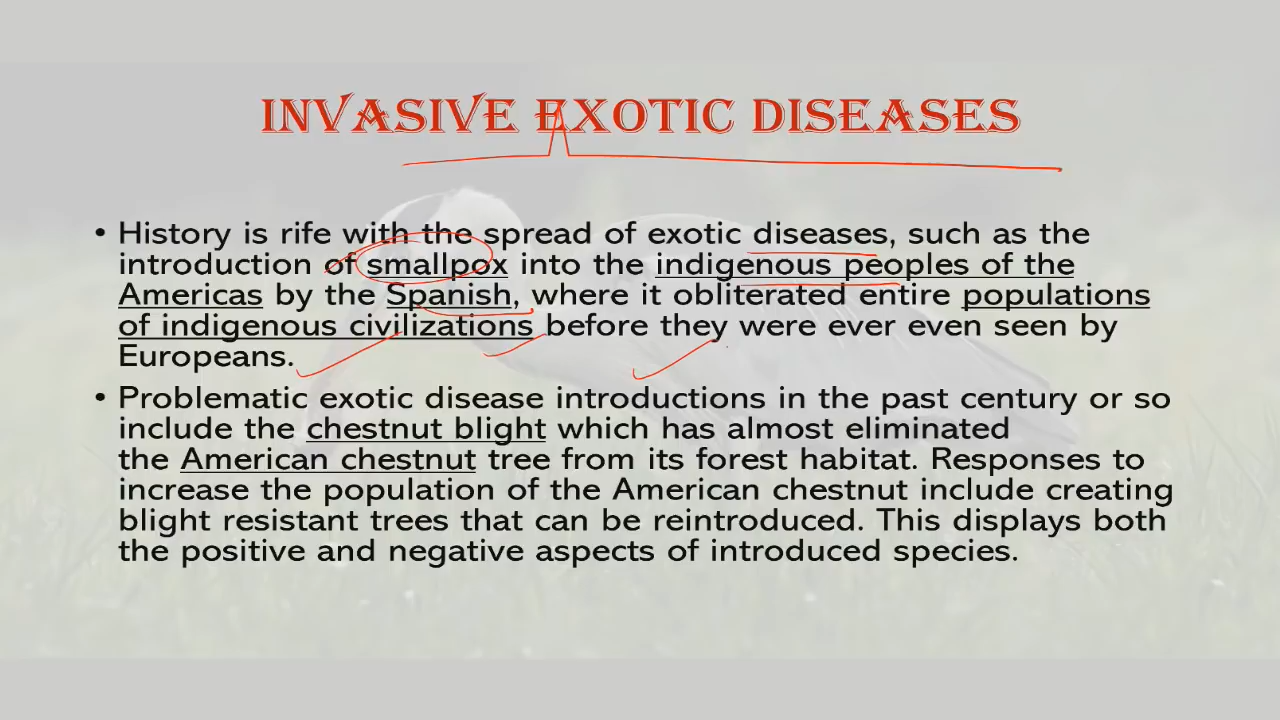 INVASIVE EXOTIC DISEASES
• History is rife with the spread of exotic diseases, such as the
introduction of smallpox into the indigenous peoples of the
Americas by the Spanish, where it obliterated entire populations
of indigenous civilizations before they were ever even seen by
Europeans.
• Problematic exotic disease introductions in the past century or so
include the chestnut blight which has almost eliminated
the American chestnut tree from its forest habitat. Responses to
increase the population of the American chestnut include creating
blight resistant trees that can be reintroduced. This displays both
the positive and negative aspects of introduced species.